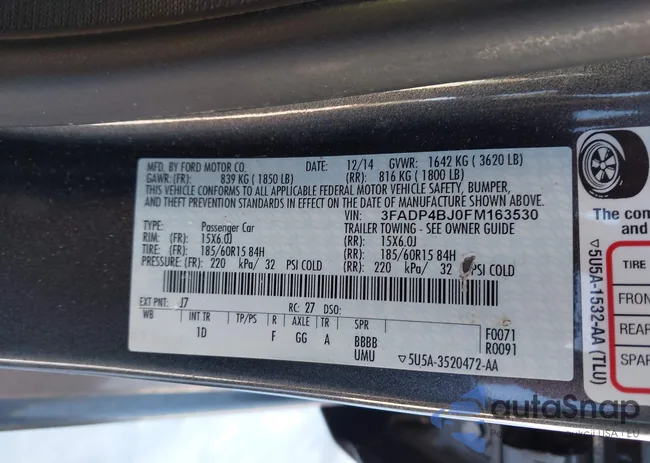 MFD. BY FORD MOTOR CO. DATE: 12/14 GVWR: 1642 KG ( 3620 LB)
GAWR: (FR): 839 KG ( 1850 LB) (RR): 816 KG ( 1800 LB)
THIS VEHICLE CONFORMS TO ALL APPLICABLE FEDERAL MOTOR VEHICLE SAFETY, BUMPER,
AND THEFT PREVENTION STANDARDS IN EFFECT ON THE DATE OF MANUFACTURE SHOWN ABOVE.
VIN: 3FADP4BJ0FM163530
TYPE: Passenger Car TRAILER TOWING - SEE OWNER GUIDE
RIM: (FR): 15X6.0J (RR): 15X6.0J
TIRE: (FR): 185/60R15 84H (RR): 185/60R15 84H
PRESSURE: (FR): 220 kPa/ 32 PSI COLD (RR): 220 kPa/ 32 PSI COLD
EXT PNT: J7 RC: 27 DSO:
WB INT TR TP/PS R AXLE TR SPR F0071
1D F GG A BBBB R0091
UMU ▽5U5A-3520472-AA
▽5U5A-1532-AA (TLU)
The com
and
TIRE
FRON
REAR
SPAR
autoSnap